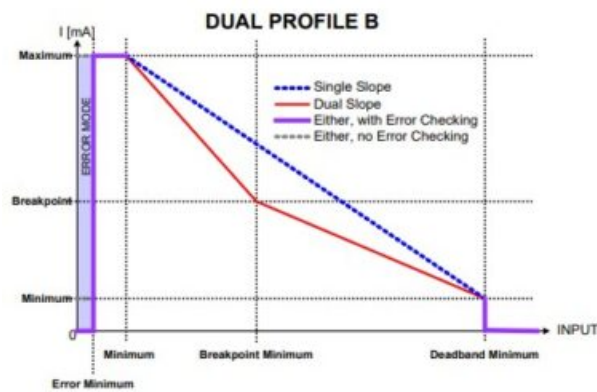 DUAL PROFILE B
I [mA]
Maximum
ERROR MODE
Single Slope
Dual Slope
Either, with Error Checking
Either, no Error Checking
Breakpoint
Minimum
0
INPUT
Minimum
Breakpoint Minimum
Deadband Minimum
Error Minimum